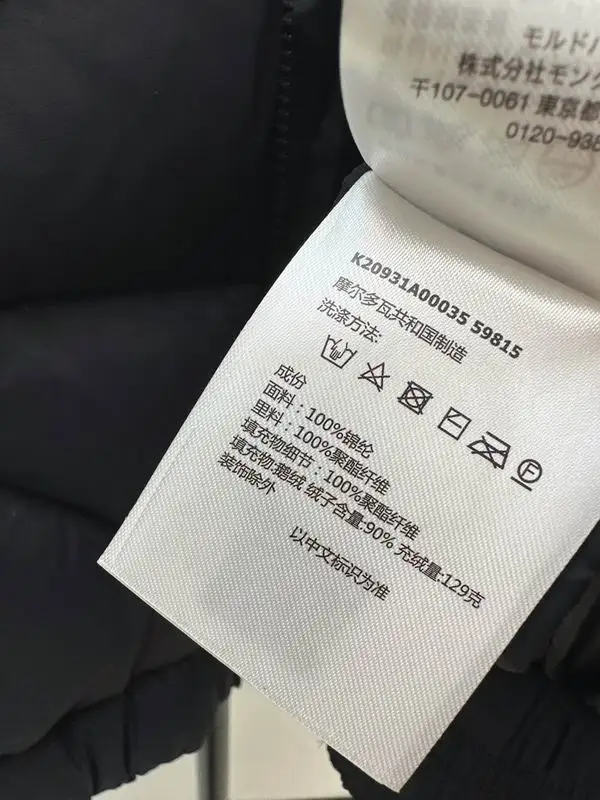 モルドバ
株式会社モンク
〒107-0061 東京都
0120-938
K20931A00035 59815
摩尔多瓦共和国制造
洗涤方法:
成份
面料：100%锦纶
里料：100%聚酯纤维
填充物细节：100%聚酯纤维
填充物:鹅绒 绒子含量:90% 充绒量:129克
装饰除外
以中文标识为准